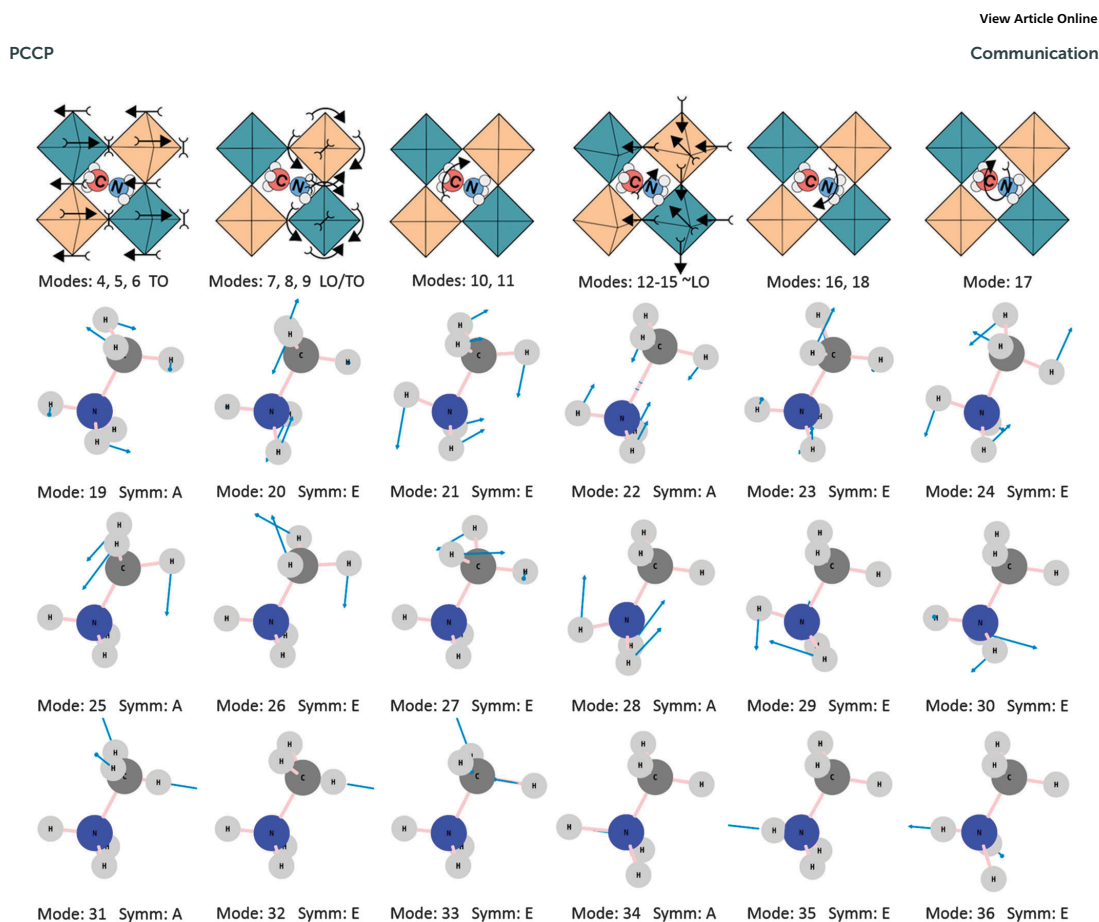 View Article Online
PCCP Communication
C N C N C N C N C N C N
Modes: 4, 5, 6 TO Modes: 7, 8, 9 LO/TO Modes: 10, 11 Modes: 12-15 ~LO Modes: 16, 18 Mode: 17
Mode: 19 Symm: A Mode: 20 Symm: E Mode: 21 Symm: E Mode: 22 Symm: A Mode: 23 Symm: E Mode: 24 Symm: E
Mode: 25 Symm: A Mode: 26 Symm: E Mode: 27 Symm: E Mode: 28 Symm: A Mode: 29 Symm: E Mode: 30 Symm: E
Mode: 31 Symm: A Mode: 32 Symm: E Mode: 33 Symm: E Mode: 34 Symm: A Mode: 35 Symm: E Mode: 36 Symm: E